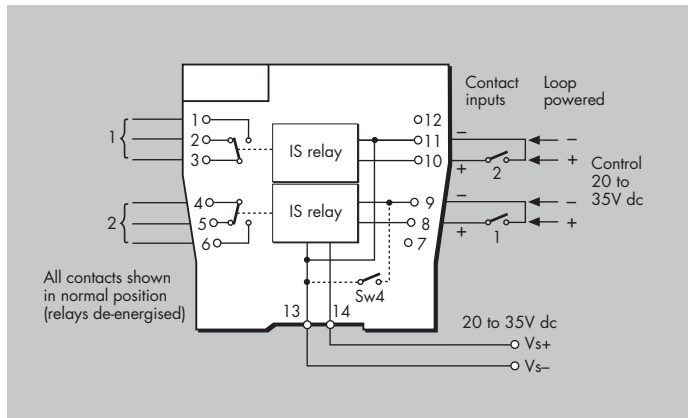 Contact inputs
Loop powered
1
1
2
3
IS relay
12
11
10
−
+
2
−
+
Control
20 to
35V dc
2
4
5
6
IS relay
9
8
7
−
+
1
−
+
Sw4
All contacts shown
in normal position
(relays de-energised)
13
14
20 to 35V dc
Vs+
Vs–